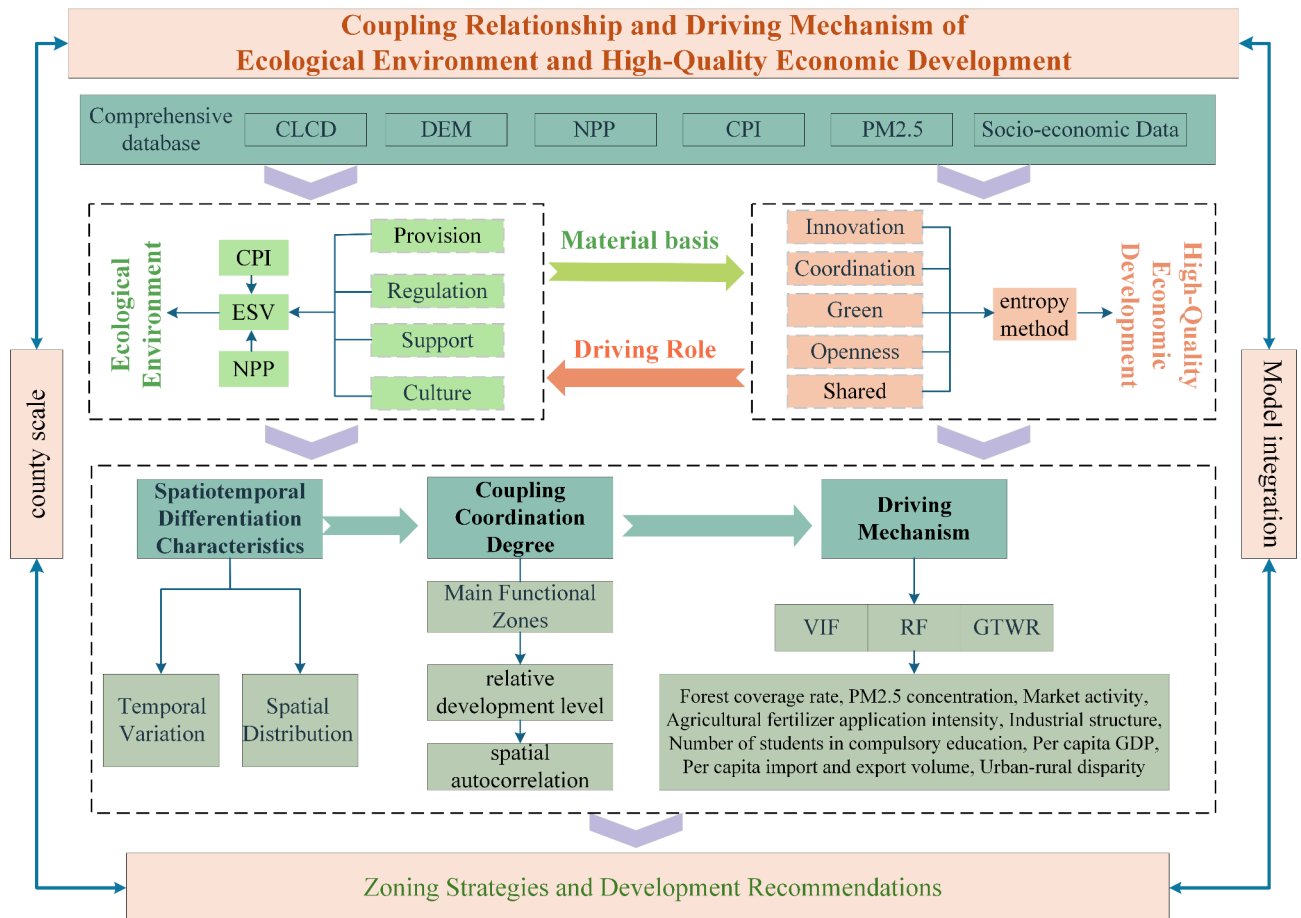 Coupling Relationship and Driving Mechanism of
Ecological Environment and High-Quality Economic Development
Comprehensive
database
CLCD
DEM
NPP
CPI
PM2.5
Socio-economic Data
Ecological
Environment
CPI
ESV
NPP
Provision
Regulation
Support
Culture
Material basis
Driving Role
Innovation
Coordination
Green
Openness
Shared
entropy
method
High-Quality
Economic
Development
county scale
Model integration
Spatiotemporal
Differentiation
Characteristics
Temporal
Variation
Spatial
Distribution
Coupling
Coordination
Degree
Main Functional
Zones
relative
development level
spatial
autocorrelation
Driving
Mechanism
VIF
RF
GTWR
Forest coverage rate, PM2.5 concentration, Market activity,
Agricultural fertilizer application intensity, Industrial structure,
Number of students in compulsory education, Per capita GDP,
Per capita import and export volume, Urban-rural disparity
Zoning Strategies and Development Recommendations